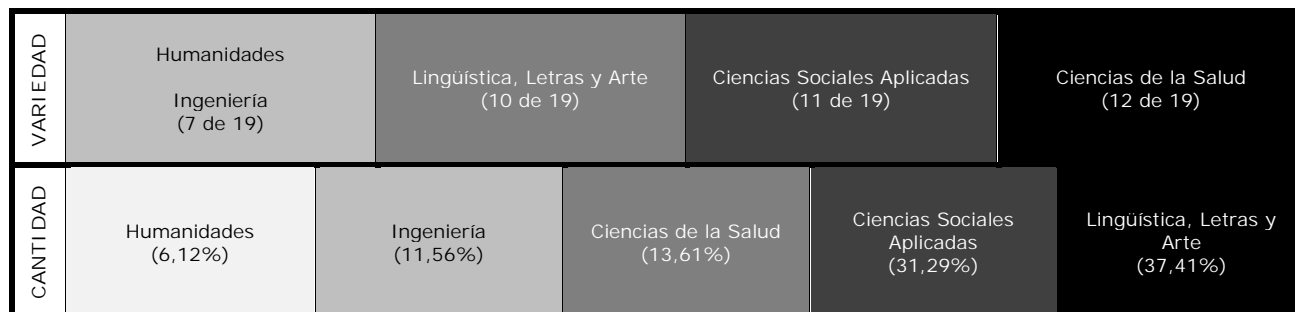 VARIEDAD
Humanidades
Ingeniería
(7 de 19)
Lingüística, Letras y Arte
(10 de 19)
Ciencias Sociales Aplicadas
(11 de 19)
Ciencias de la Salud
(12 de 19)
CANTIDAD
Humanidades
(6,12%)
Ingeniería
(11,56%)
Ciencias de la Salud
(13,61%)
Ciencias Sociales
Aplicadas
(31,29%)
Lingüística, Letras y
Arte
(37,41%)